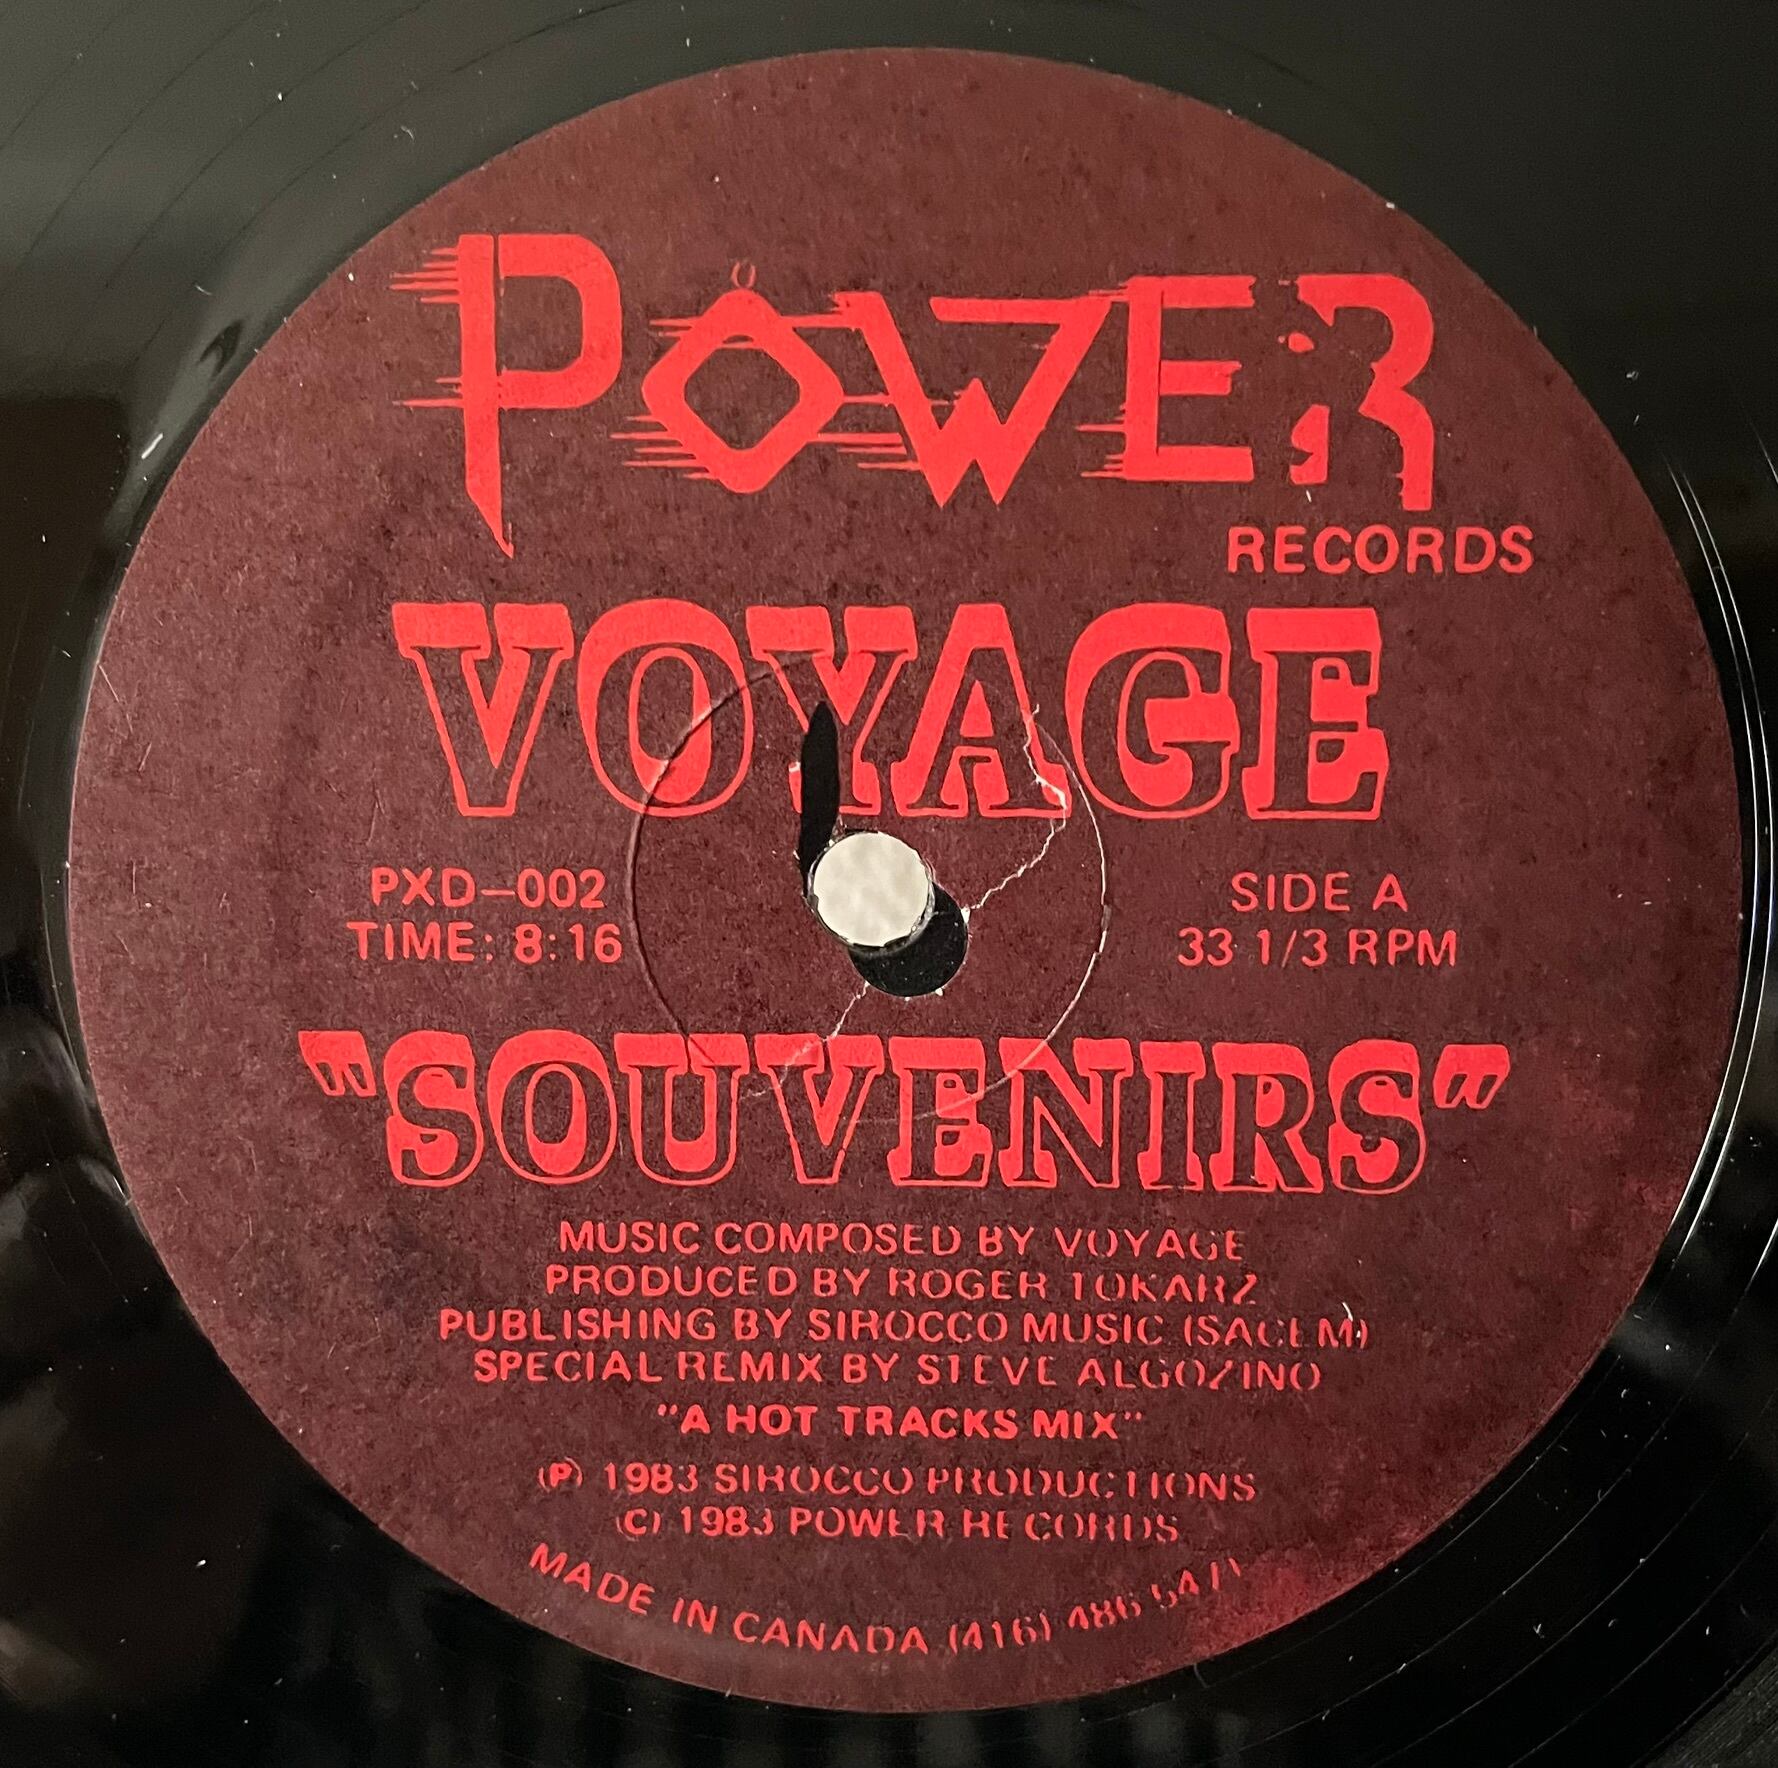 POWER
RECORDS
VOYAGE
PXD-002
TIME: 8:16
SIDE A
33 1/3 RPM
"SOUVENIRS"
MUSIC COMPOSED BY VOYAGE
PRODUCED BY ROGER TOKARZ
PUBLISHING BY SIROCCO MUSIC (SACEM)
SPECIAL REMIX BY STEVE ALGOZINO
"A HOT TRACKS MIX"
(P) 1983 SIROCCO PRODUCTIONS
(C) 1983 POWER RECORDS
MADE IN CANADA (416) 486 5471